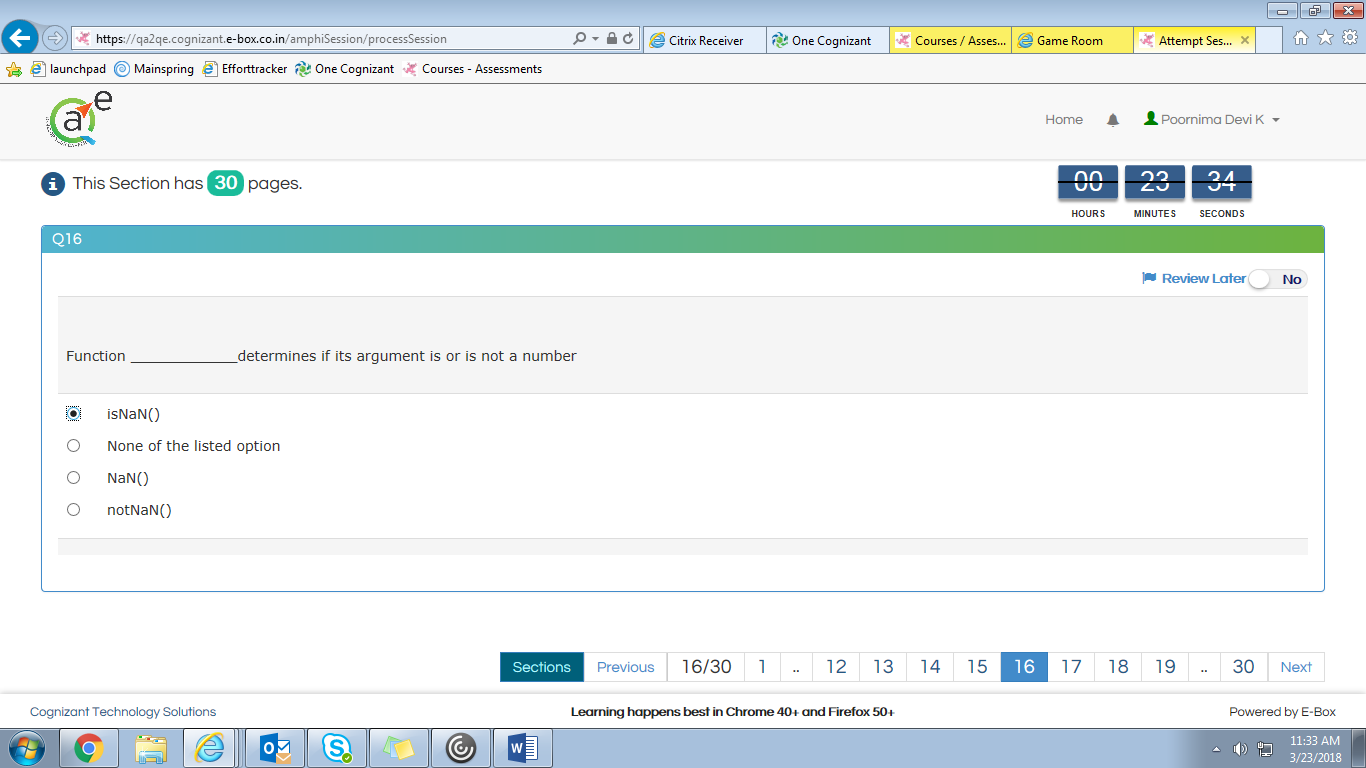 https://qa2qe.cognizant.e-box.co.in/amphiSession/processSession
Citrix Receiver
One Cognizant
Courses / Asses...
Game Room
Attempt Ses...
launchpad
Mainspring
Efforttracker
One Cognizant
Courses - Assessments
a e
Home
Poornima Devi K
This Section has 30 pages.
00 23 34
HOURS MINUTES SECONDS
Q16
Review Later No
Function ______________determines if its argument is or is not a number
isNaN()
None of the listed option
NaN()
notNaN()
Sections Previous 16/30 1 .. 12 13 14 15 16 17 18 19 .. 30 Next
Cognizant Technology Solutions
Learning happens best in Chrome 40+ and Firefox 50+
Powered by E-Box
11:33 AM
3/23/2018